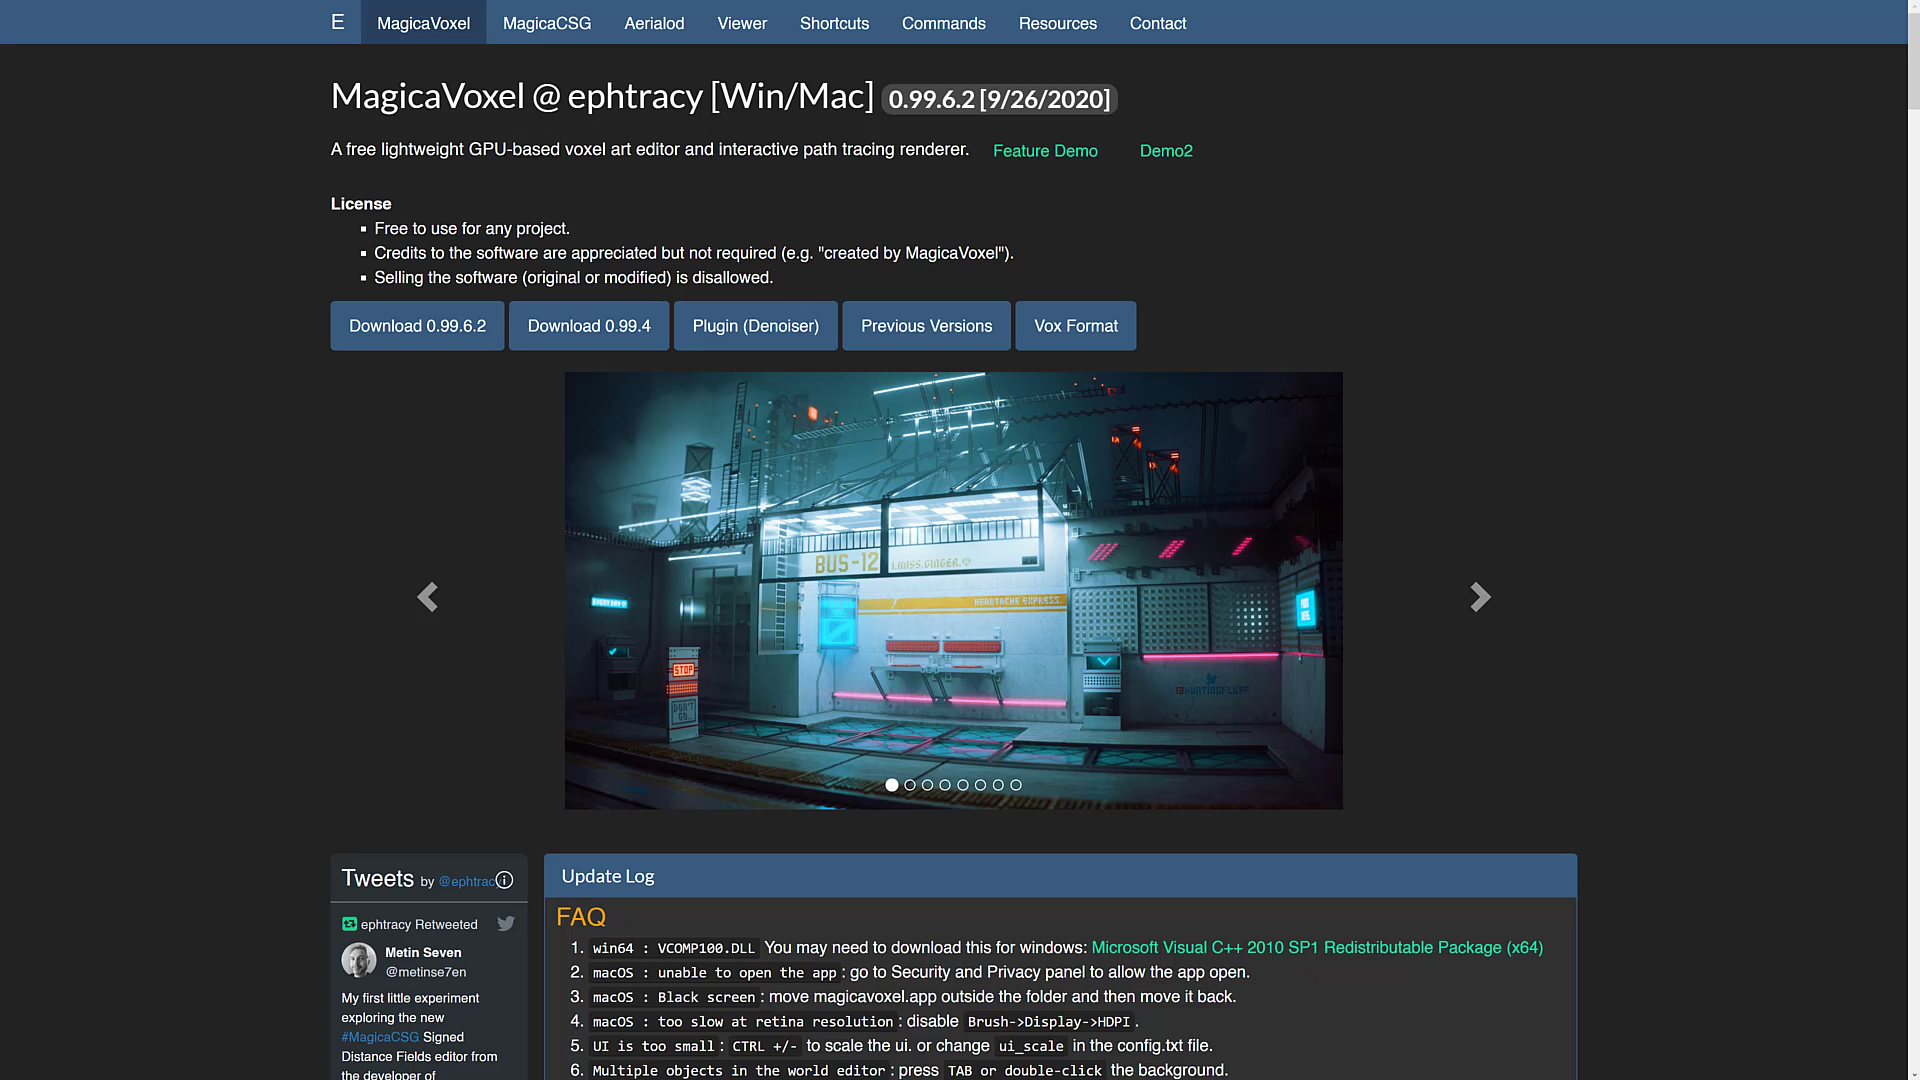 E MagicaVoxel MagicaCSG Aerialod Viewer Shortcuts Commands Resources Contact
MagicaVoxel @ ephtracy [Win/Mac] 0.99.6.2 [9/26/2020]
A free lightweight GPU-based voxel art editor and interactive path tracing renderer. Feature Demo Demo2
License
Free to use for any project.
Credits to the software are appreciated but not required (e.g. "created by MagicaVoxel").
Selling the software (original or modified) is disallowed.
Download 0.99.6.2 Download 0.99.4 Plugin (Denoiser) Previous Versions Vox Format
BUS-12 I.MISS.GINGER.
HEARTACHE EXPRESS.
STOP
DON'T
GO..
@HUNTINGFLUFF
Tweets by @ephtracy
ephtracy Retweeted
Metin Seven
@metinse7en
My first little experiment
exploring the new
#MagicaCSG Signed
Distance Fields editor from
the developer of
Update Log
FAQ
1. win64 : VCOMP100.DLL You may need to download this for windows: Microsoft Visual C++ 2010 SP1 Redistributable Package (x64)
2. macOS : unable to open the app : go to Security and Privacy panel to allow the app open.
3. macOS : Black screen : move magicavoxel.app outside the folder and then move it back.
4. macOS : too slow at retina resolution : disable Brush->Display->HDPI .
5. UI is too small : CTRL +/- to scale the ui. or change ui_scale in the config.txt file.
6. Multiple objects in the world editor : press TAB or double-click the background.